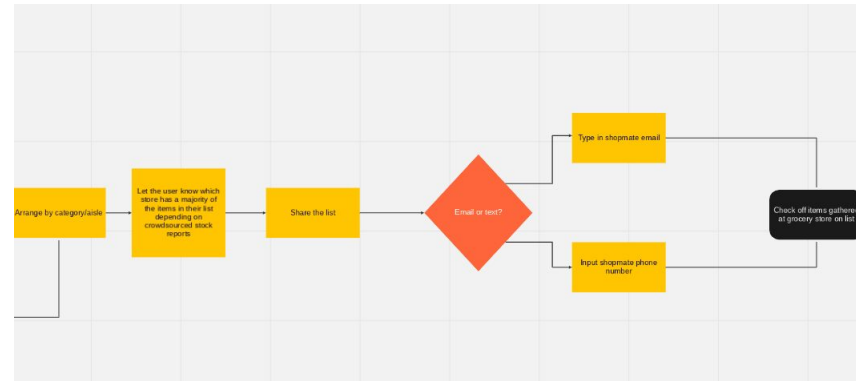 Arrange by category/aisle
Let the user know which
store has a majority of
the items in their list
depending on
crowdsourced stock
reports
Share the list
Email or text?
Type in shopmate email
Input shopmate phone
number
Check off items gathered
at grocery store on list